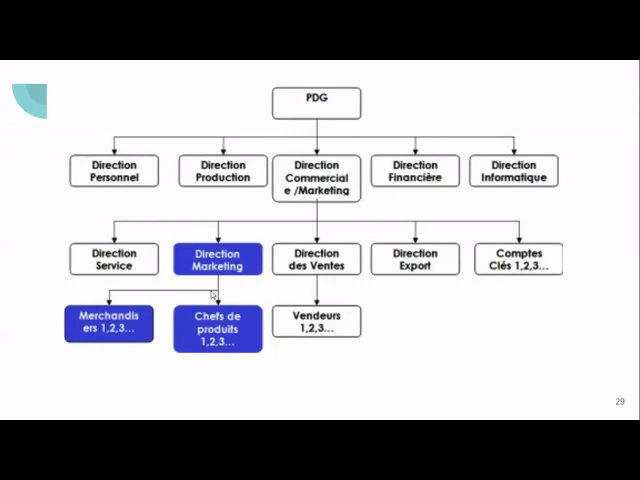 PDG
Direction
Personnel
Direction
Production
Direction
Commercial
e /Marketing
Direction
Financière
Direction
Informatique
Direction
Service
Direction
Marketing
Direction
des Ventes
Direction
Export
Comptes
Clés 1,2,3...
Merchandis
ers 1,2,3...
Chefs de
produits
1,2,3...
Vendeurs
1,2,3...
29